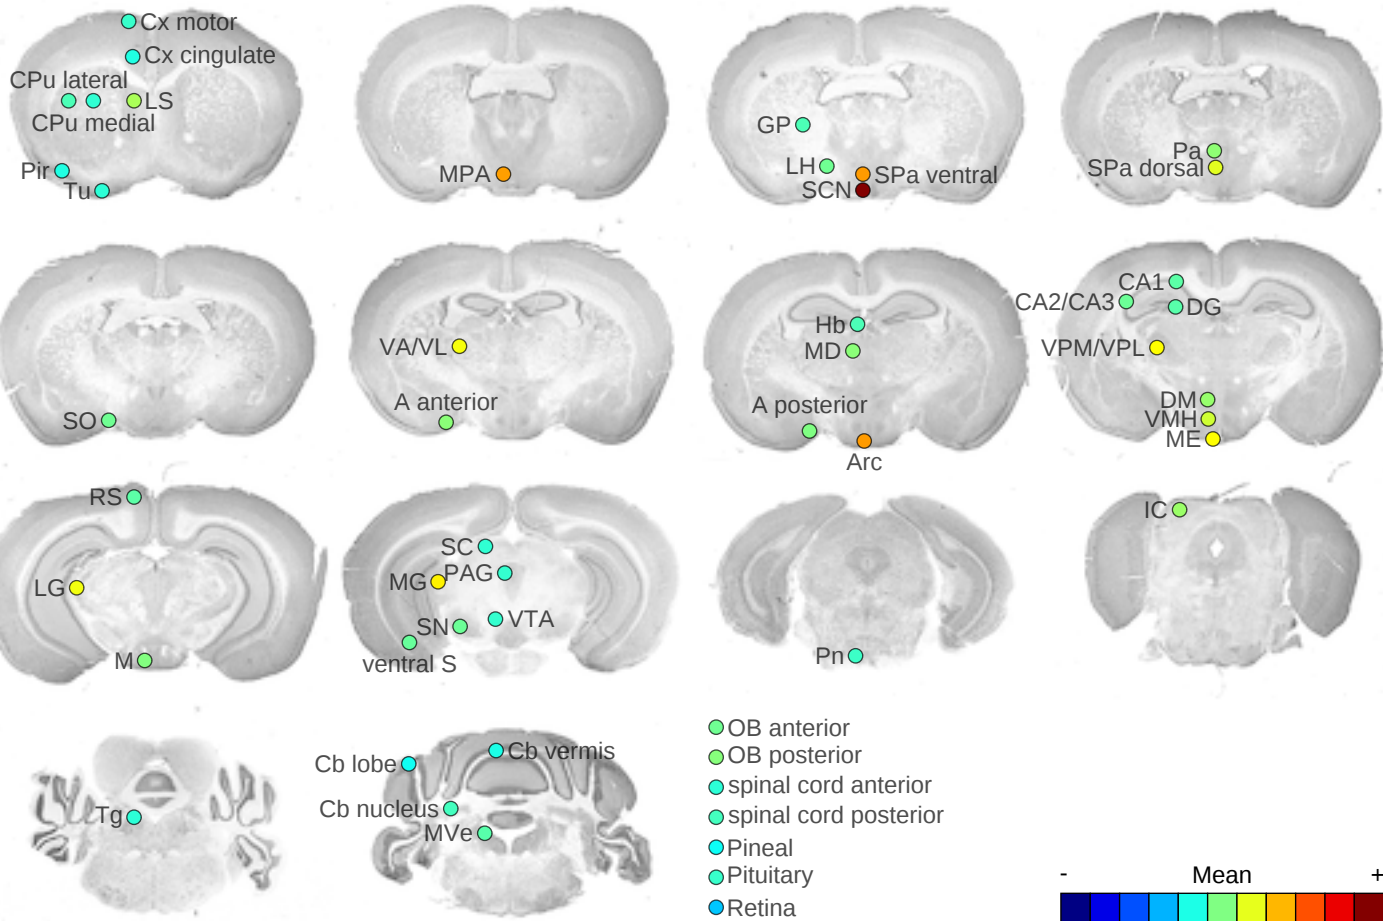 Cx motor
Cx cingulate
CPu lateral
LS
CPu medial
Pir
Tu
MPA
GP
LH
SPa ventral
SCN
Pa
SPa dorsal
SO
VA/VL
A anterior
Hb
MD
A posterior
Arc
CA1
CA2/CA3
DG
VPM/VPL
DM
VMH
ME
RS
LG
M
SC
MG
PAG
SN
VTA
ventral S
Pn
IC
Tg
Cb lobe
Cb vermis
Cb nucleus
MVe
OB anterior
OB posterior
spinal cord anterior
spinal cord posterior
Pineal
Pituitary
Retina
- Mean +